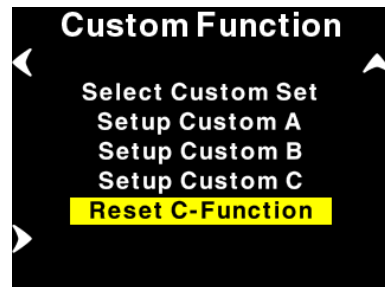 Custom Function
Select Custom Set
Setup Custom A
Setup Custom B
Setup Custom C
Reset C-Function